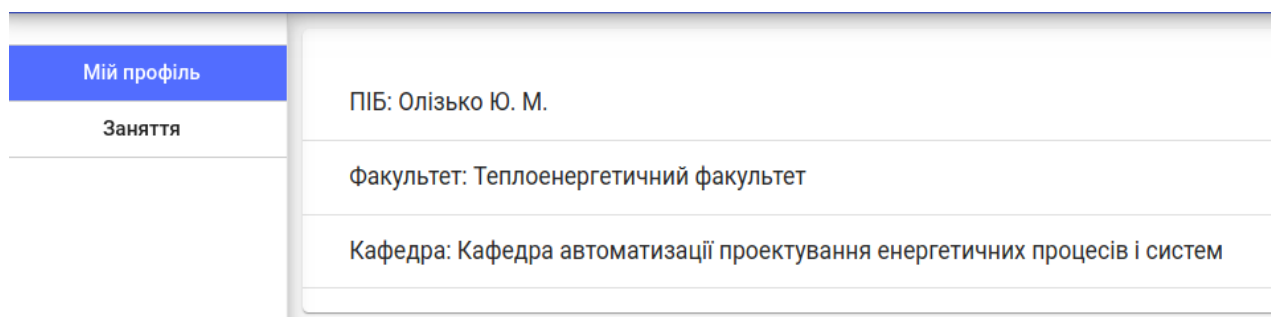 Мій профіль
Заняття
ПІБ: Олізько Ю. М.
Факультет: Теплоенергетичний факультет
Кафедра: Кафедра автоматизації проектування енергетичних процесів і систем